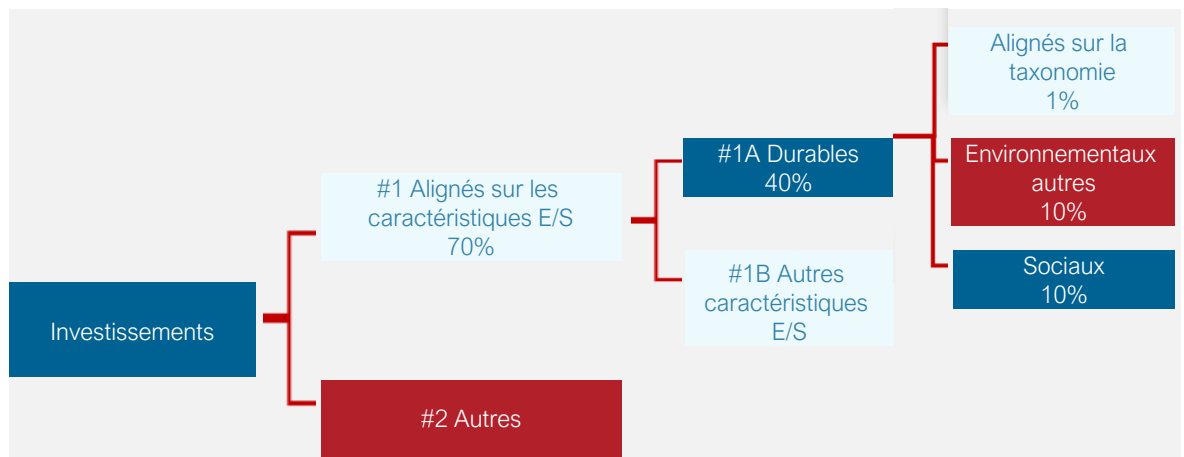 Investissements
#1 Alignés sur les
caractéristiques E/S
70%
#2 Autres
#1A Durables
40%
#1B Autres
caractéristiques
E/S
Alignés sur la
taxonomie
1%
Environnementaux
autres
10%
Sociaux
10%